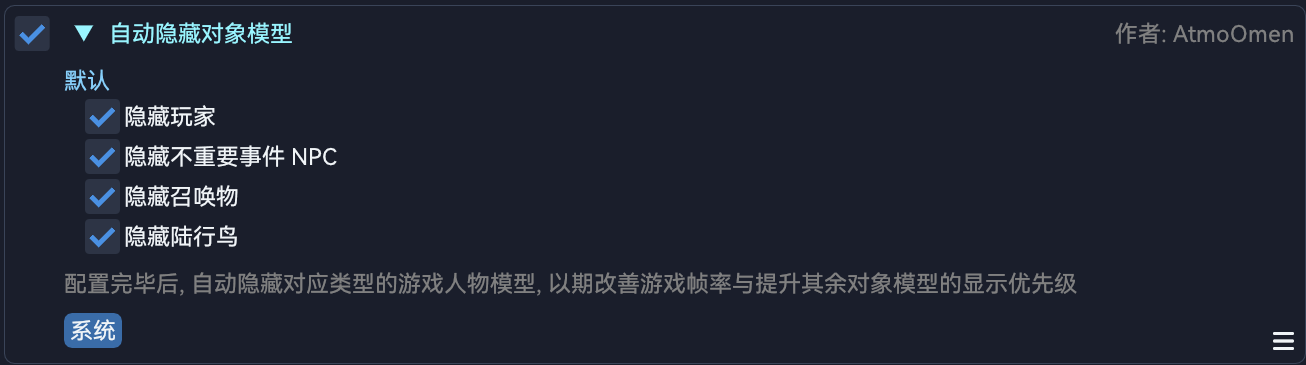 自动隐藏对象模型 作者: AtmoOmen
默认
隐藏玩家
隐藏不重要事件 NPC
隐藏召唤物
隐藏陆行鸟
配置完毕后, 自动隐藏对应类型的游戏人物模型, 以期改善游戏帧率与提升其余对象模型的显示优先级
系统